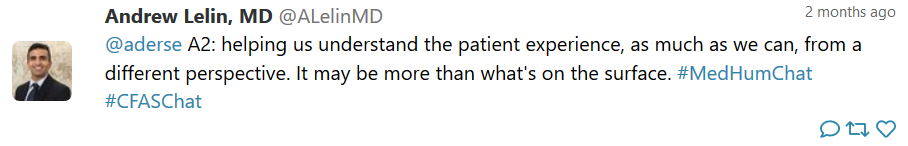 Andrew Lelin, MD @ALelinMD
2 months ago
@aderse A2: helping us understand the patient experience, as much as we can, from a
different perspective. It may be more than what's on the surface. #MedHumChat
#CFASChat